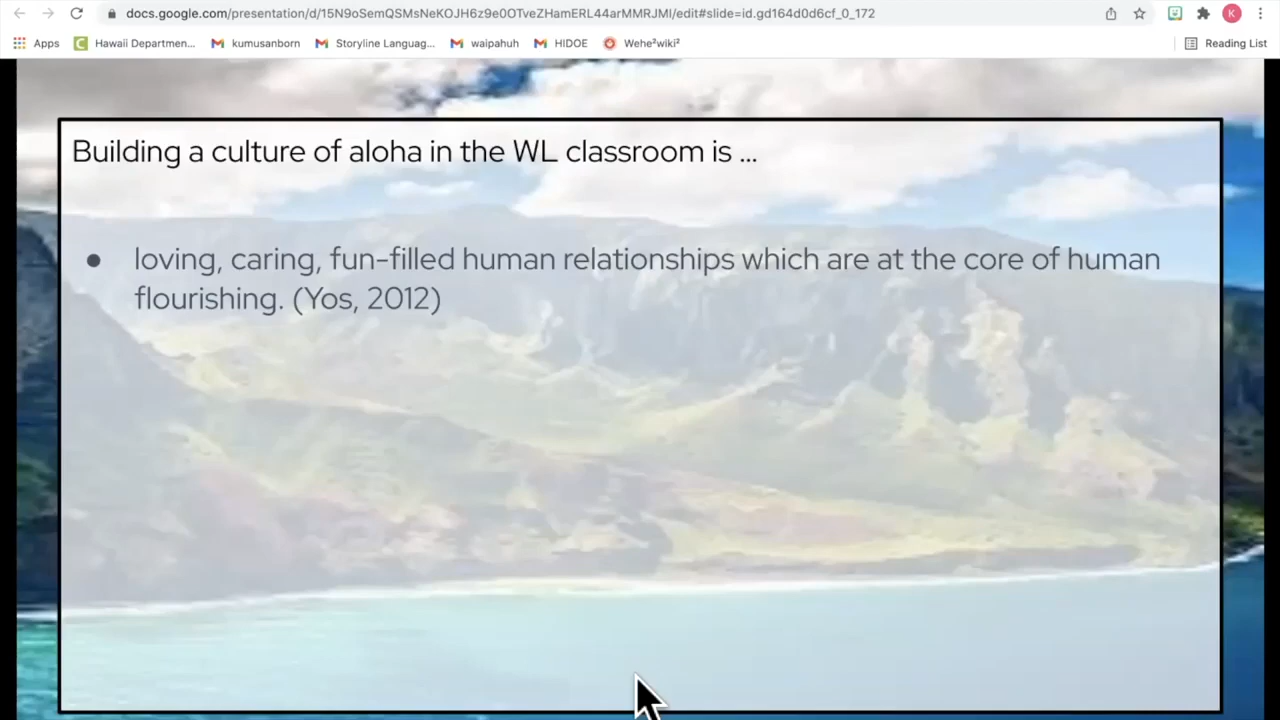 docs.google.com/presentation/d/15N9oSemQSMsNeKOJH6z9e0OTveZHamERL44arMMRJMI/edit#slide=id.gd164d0d6cf_0_172
K
Apps Hawaii Departmen... kumusanborn Storyline Languag... waipahuh HIDOE Wehe²wiki² Reading List
Building a culture of aloha in the WL classroom is ...
● loving, caring, fun-filled human relationships which are at the core of human
flourishing. (Yos, 2012)